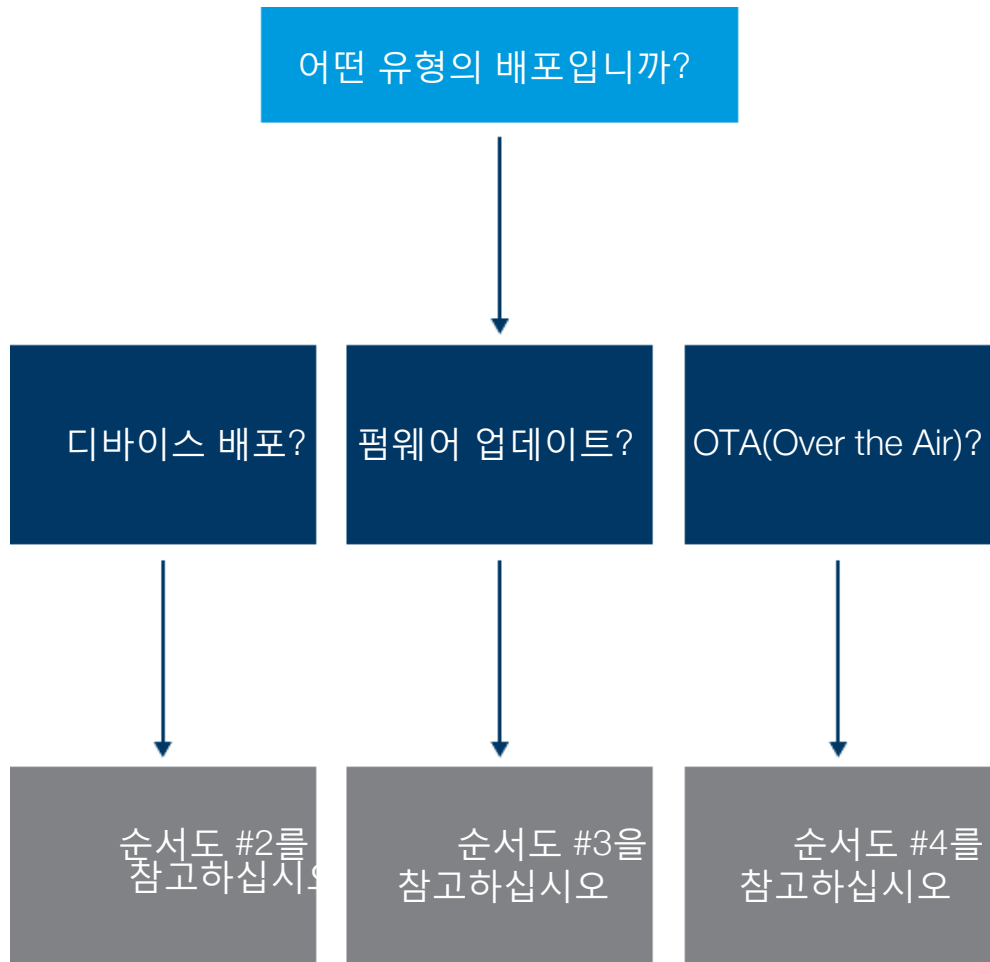 어떤 유형의 배포입니까?
디바이스 배포?
펌웨어 업데이트?
OTA(Over the Air)?
순서도 #2를
참고하십시오
순서도 #3을
참고하십시오
순서도 #4를
참고하십시오